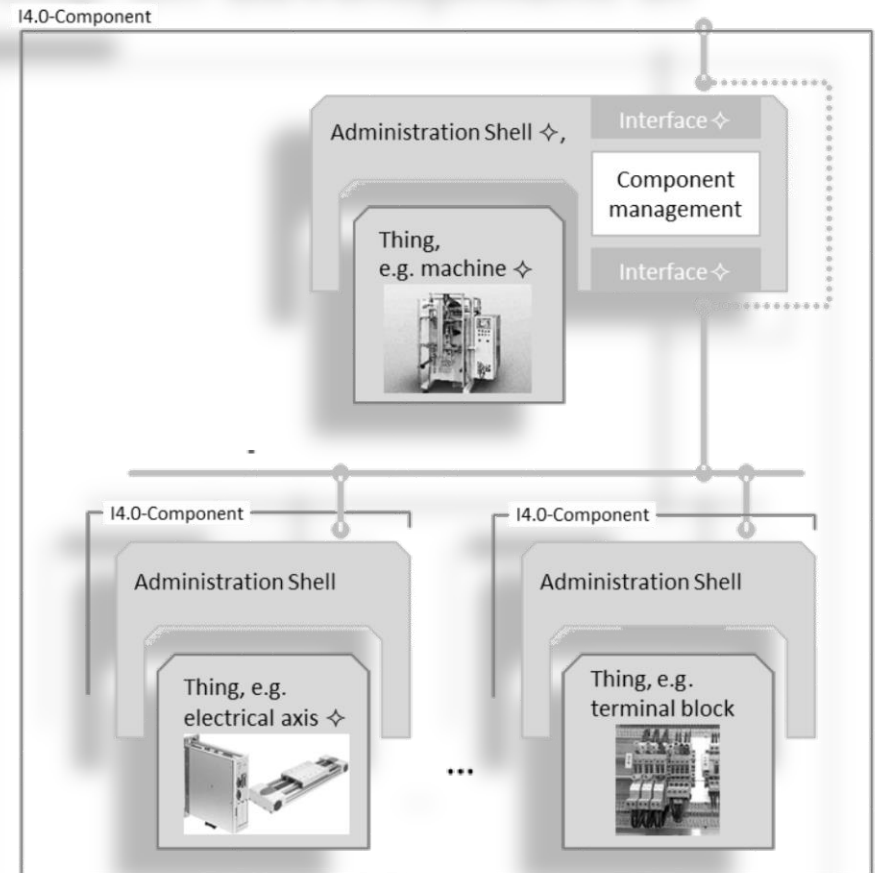 I4.0-Component
Administration Shell ✧,
Interface ✧
Component
management
Interface ✧
Thing,
e.g. machine ✧
I4.0-Component
Administration Shell
Thing, e.g.
electrical axis ✧
...
I4.0-Component
Administration Shell
Thing, e.g.
terminal block